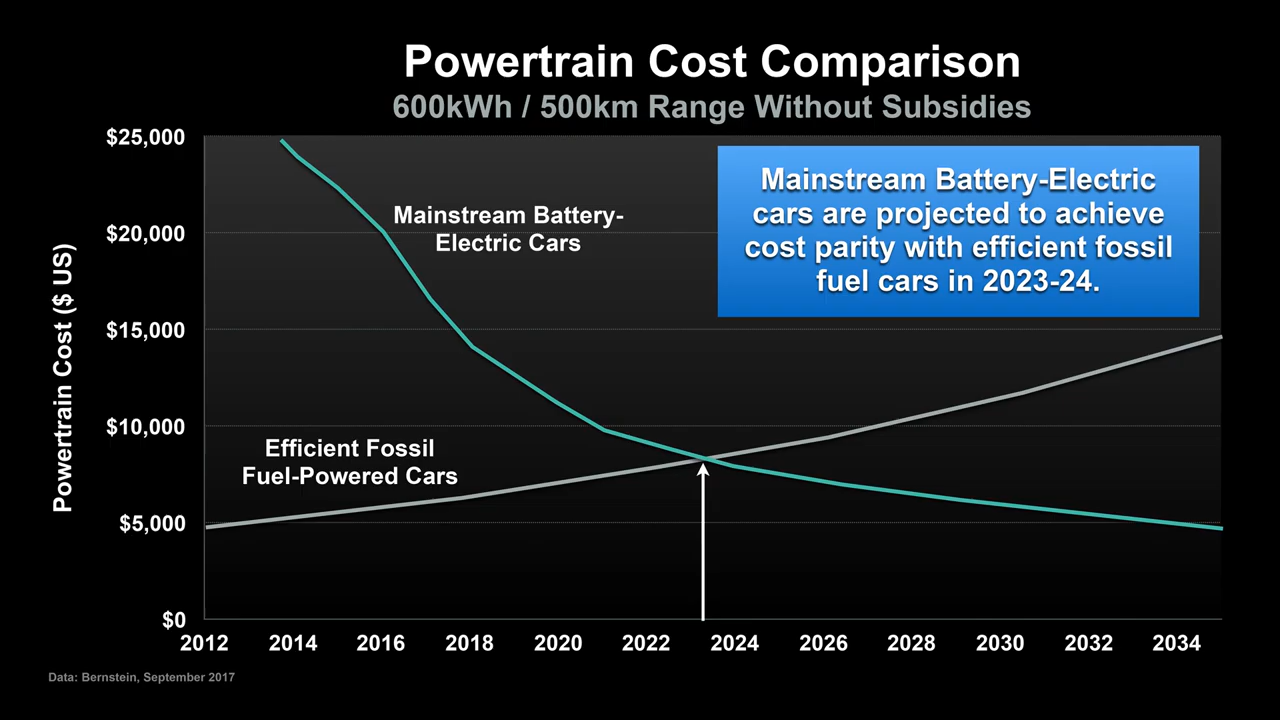 Powertrain Cost Comparison
600kWh / 500km Range Without Subsidies
Powertrain Cost ($ US)
$25,000
$20,000
$15,000
$10,000
$5,000
$0
Mainstream Battery-
Electric Cars
Mainstream Battery-Electric
cars are projected to achieve
cost parity with efficient fossil
fuel cars in 2023-24.
Efficient Fossil
Fuel-Powered Cars
2012 2014 2016 2018 2020 2022 2024 2026 2028 2030 2032 2034
Data: Bernstein, September 2017